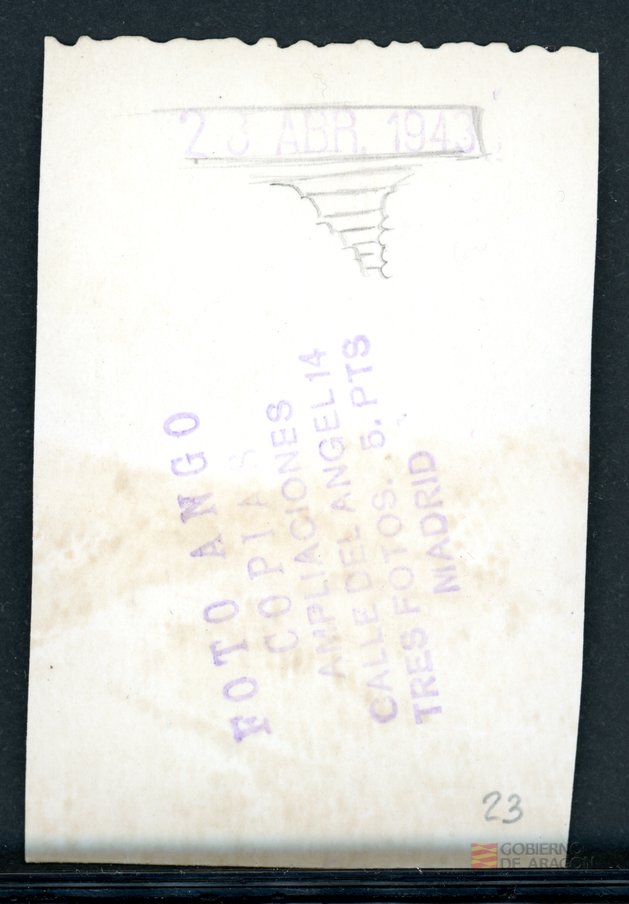 23 ABR. 1943
FOTO ANGO
COPIAS
AMPLIACIONES
CALLE DEL ANGEL 14
TRES FOTOS. 5. PTS
MADRID
23
GOBIERNO
DE ARAGON